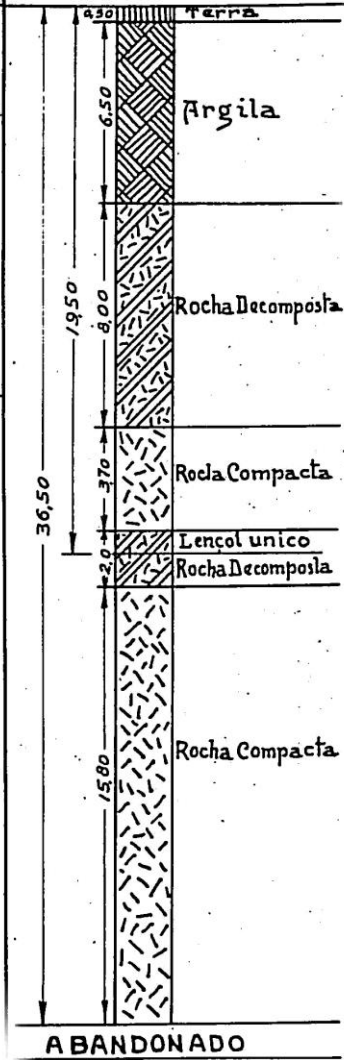 0,50 Terra
6,50 Argila
19,50
8,00 Rocha Decomposta
36,50
3,70 Rocla Compacta
Lençol unico
2,0 Rocha Decomposta
15,80 Rocha Compacta
ABANDONADO